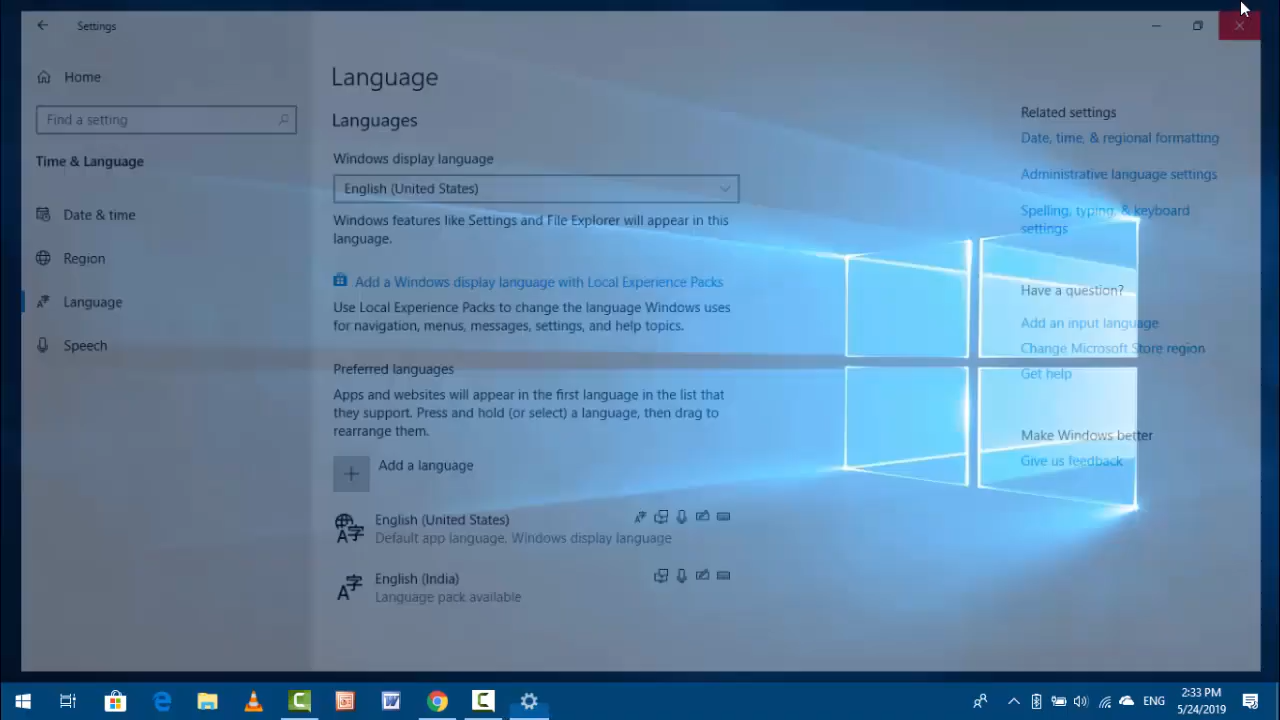 Settings
Home
Find a setting
Time & Language
Date & time
Region
Language
Speech
Language
Languages
Windows display language
English (United States)
Windows features like Settings and File Explorer will appear in this
language.
Add a Windows display language with Local Experience Packs
Use Local Experience Packs to change the language Windows uses
for navigation, menus, messages, settings, and help topics.
Preferred languages
Apps and websites will appear in the first language in the list that
they support. Press and hold (or select) a language, then drag to
rearrange them.
Add a language
English (United States)
Default app language, Windows display language
English (India)
Language pack available
Related settings
Date, time, & regional formatting
Administrative language settings
Spelling, typing, & keyboard
settings
Have a question?
Add an input language
Change Microsoft Store region
Get help
Make Windows better
Give us feedback
ENG
2:33 PM
5/24/2019